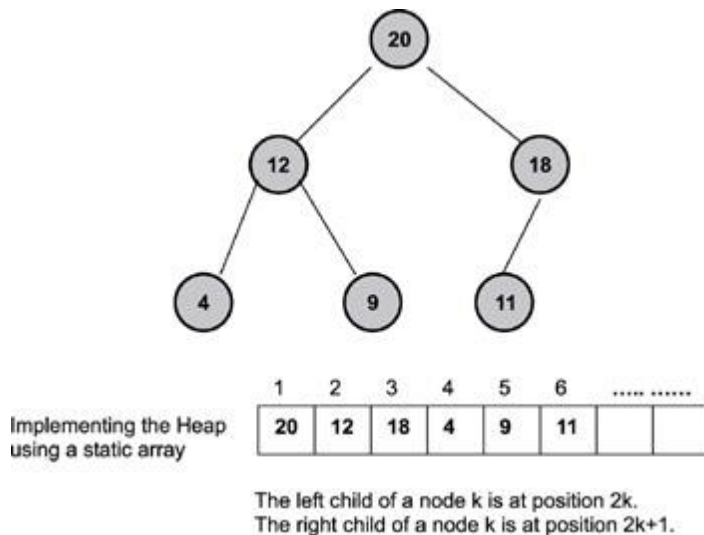 20
12 18
4 9 11
1 2 3 4 5 6 ..... ......
Implementing the Heap
using a static array
20 12 18 4 9 11
The left child of a node k is at position 2k.
The right child of a node k is at position 2k+1.